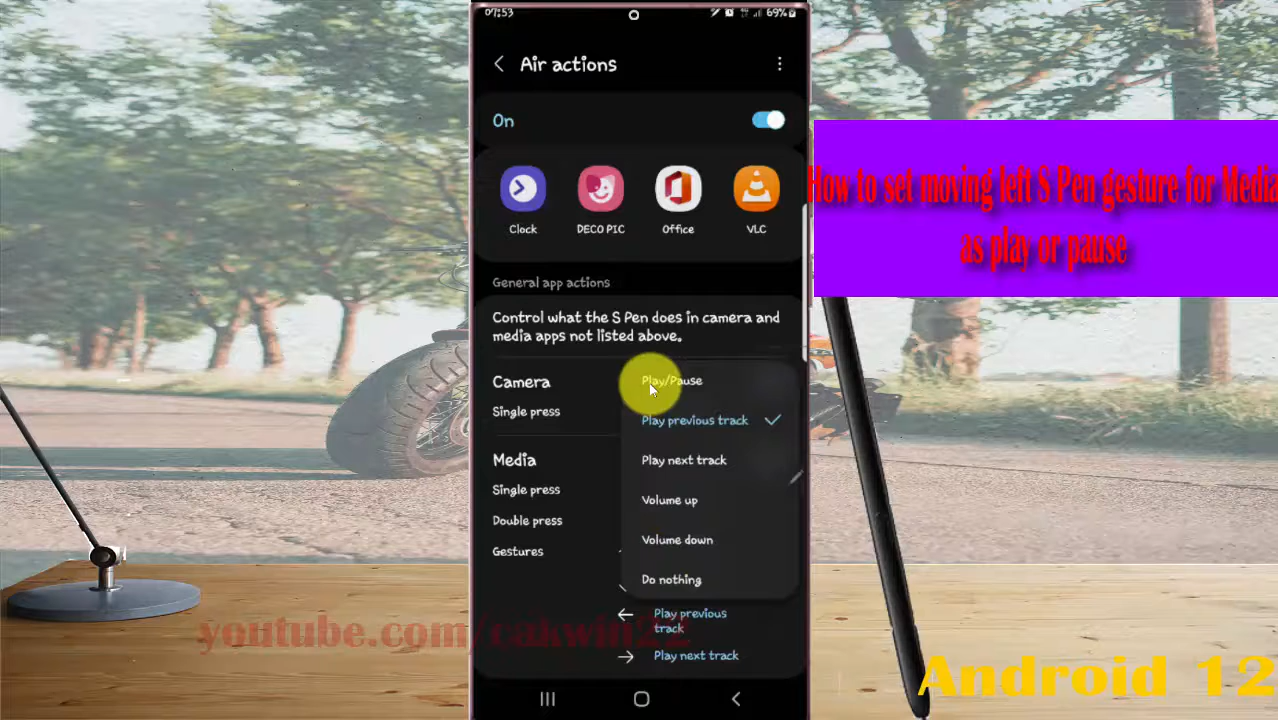 07:53
69%
Air actions
On
Clock
DECO PIC
Office
VLC
General app actions
Control what the S Pen does in camera and
media apps not listed above.
Camera
Single press
Media
Single press
Double press
Gestures
Play/Pause
Play previous track
Play next track
Volume up
Volume down
Do nothing
Play previous
track
Play next track
How to set moving left S Pen gesture for Media
as play or pause
youtube.com/cakwin22
Android 12